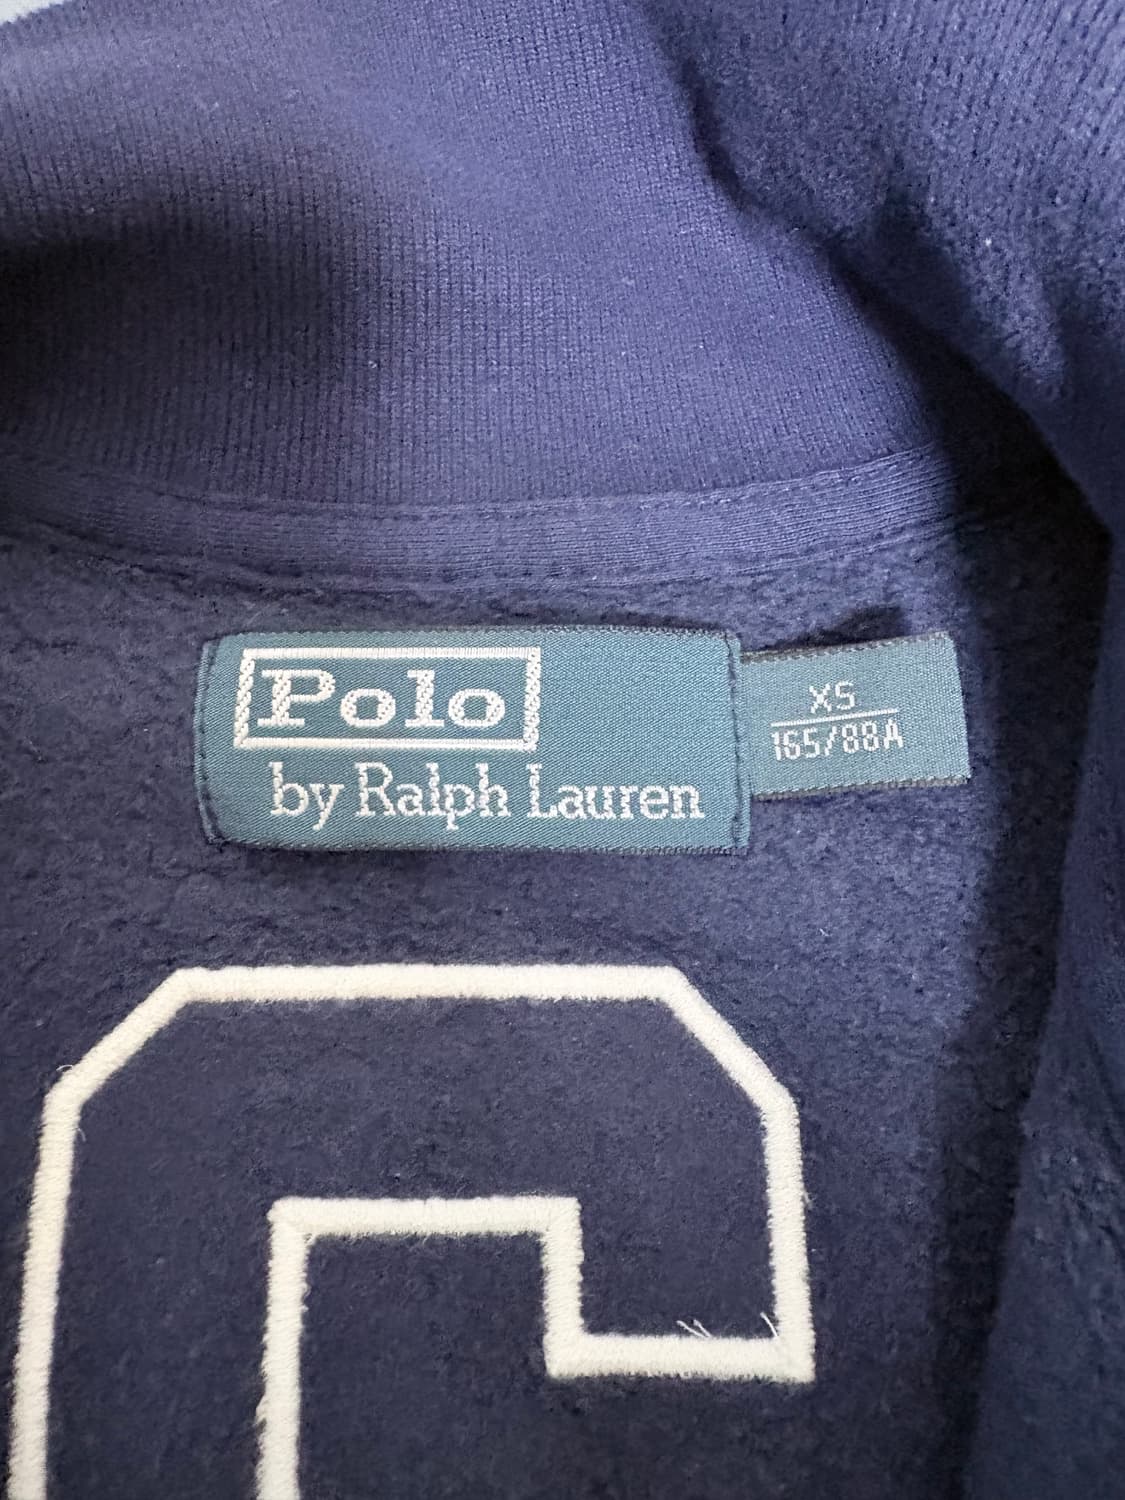 Polo
by Ralph Lauren
XS
165/88A